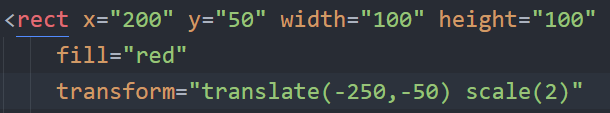 <rect x="200" y="50" width="100" height="100"
fill="red"
transform="translate(-250,-50) scale(2)"